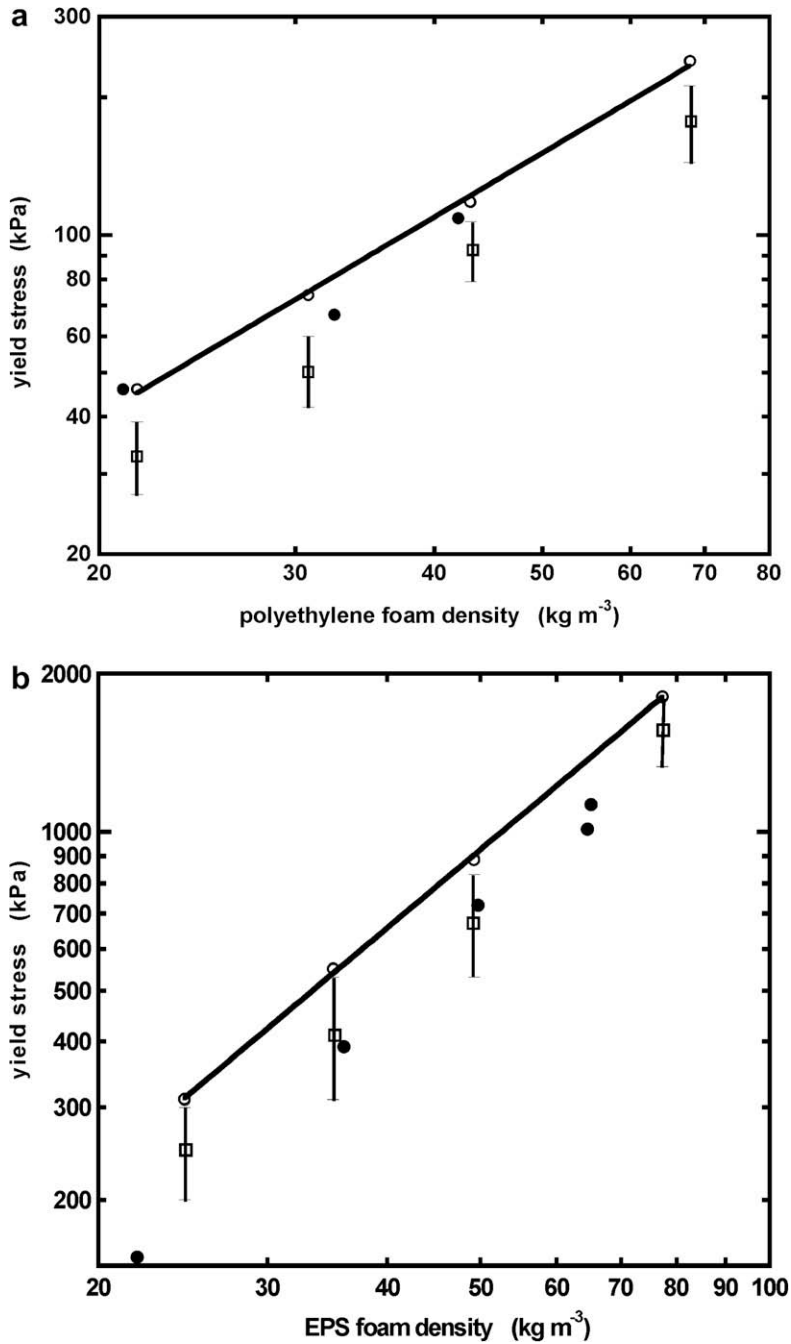 a
300
100
80
60
40
20
yield stress (kPa)
20 30 40 50 60 70 80
polyethylene foam density (kg m⁻³)
b
2000
1000
900
800
700
600
500
400
300
200
yield stress (kPa)
20 30 40 50 60 70 80 90 100
EPS foam density (kg m⁻³)